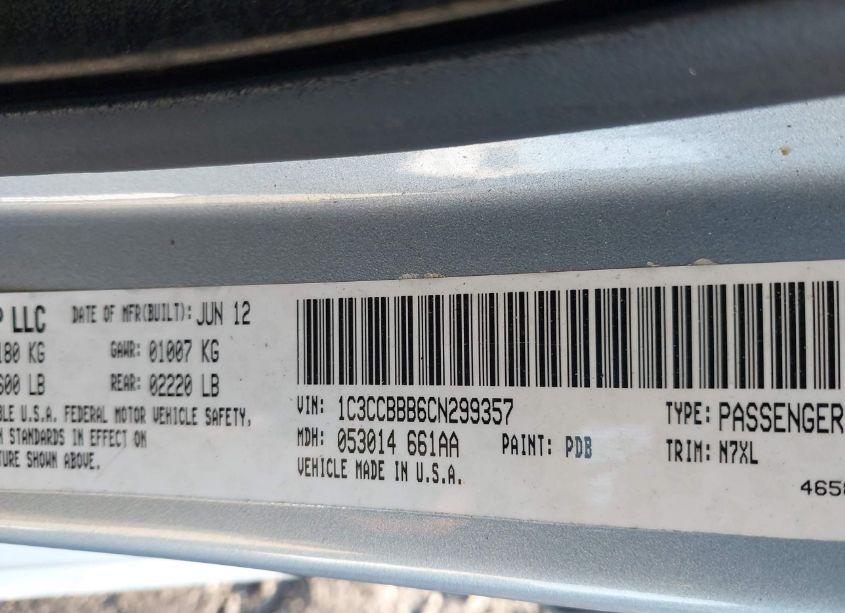 P LLC DATE OF MFR(BUILT): JUN 12
180 KG GAWR: 01007 KG
600 LB REAR: 02220 LB
BLE U.S.A. FEDERAL MOTOR VEHICLE SAFETY,
N STANDARDS IN EFFECT ON
TURE SHOWN ABOVE.
VIN: 1C3CCBBB6CN299357 TYPE: PASSENGER
MDH: 053014 661AA PAINT: PDB TRIM: N7XL
VEHICLE MADE IN U.S.A.
465